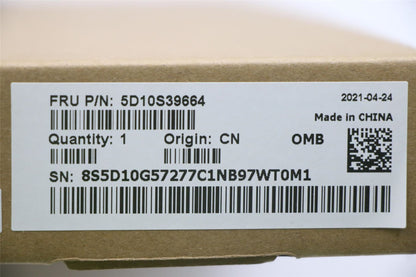 FRU P/N: 5D10S39664
2021-04-24
Made in CHINA
Quantity: 1 Origin: CN OMB
SN: 8S5D10G57277C1NB97WT0M1